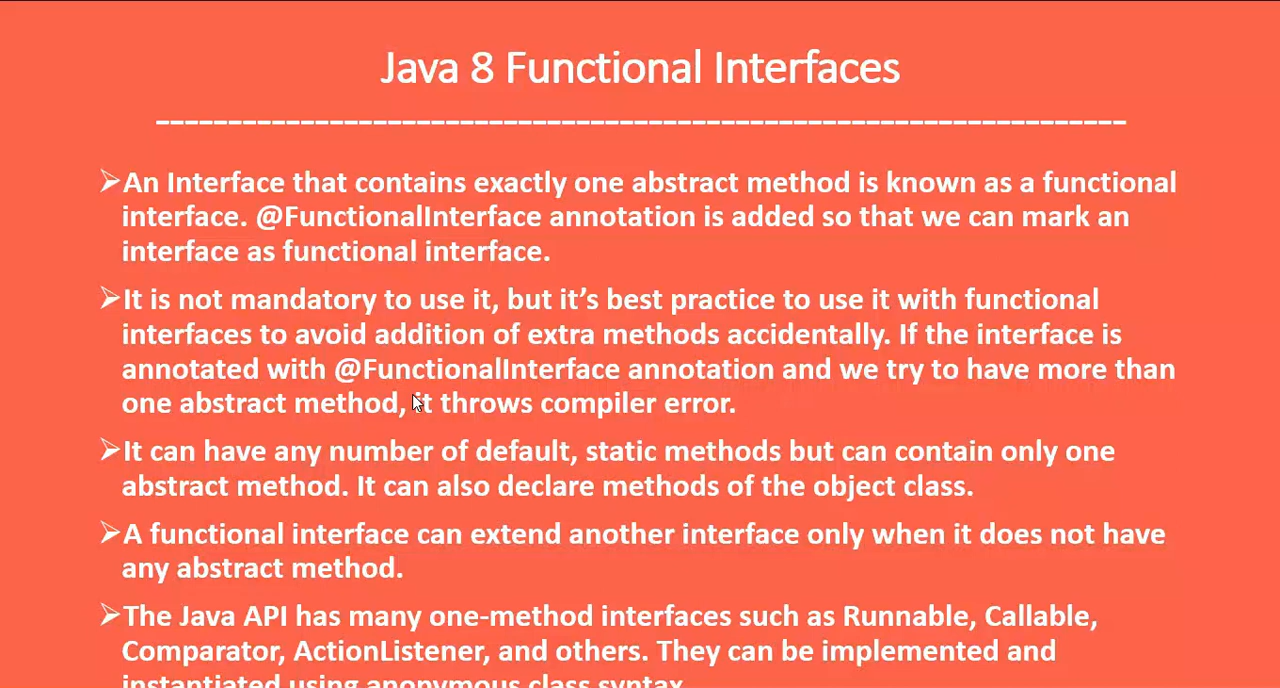 Java 8 Functional Interfaces
------------------------------------------------------------------
➢An Interface that contains exactly one abstract method is known as a functional
interface. @FunctionalInterface annotation is added so that we can mark an
interface as functional interface.
➢It is not mandatory to use it, but it’s best practice to use it with functional
interfaces to avoid addition of extra methods accidentally. If the interface is
annotated with @FunctionalInterface annotation and we try to have more than
one abstract method, it throws compiler error.
➢It can have any number of default, static methods but can contain only one
abstract method. It can also declare methods of the object class.
➢A functional interface can extend another interface only when it does not have
any abstract method.
➢The Java API has many one-method interfaces such as Runnable, Callable,
Comparator, ActionListener, and others. They can be implemented and
instantiated using anonymous class syntax.